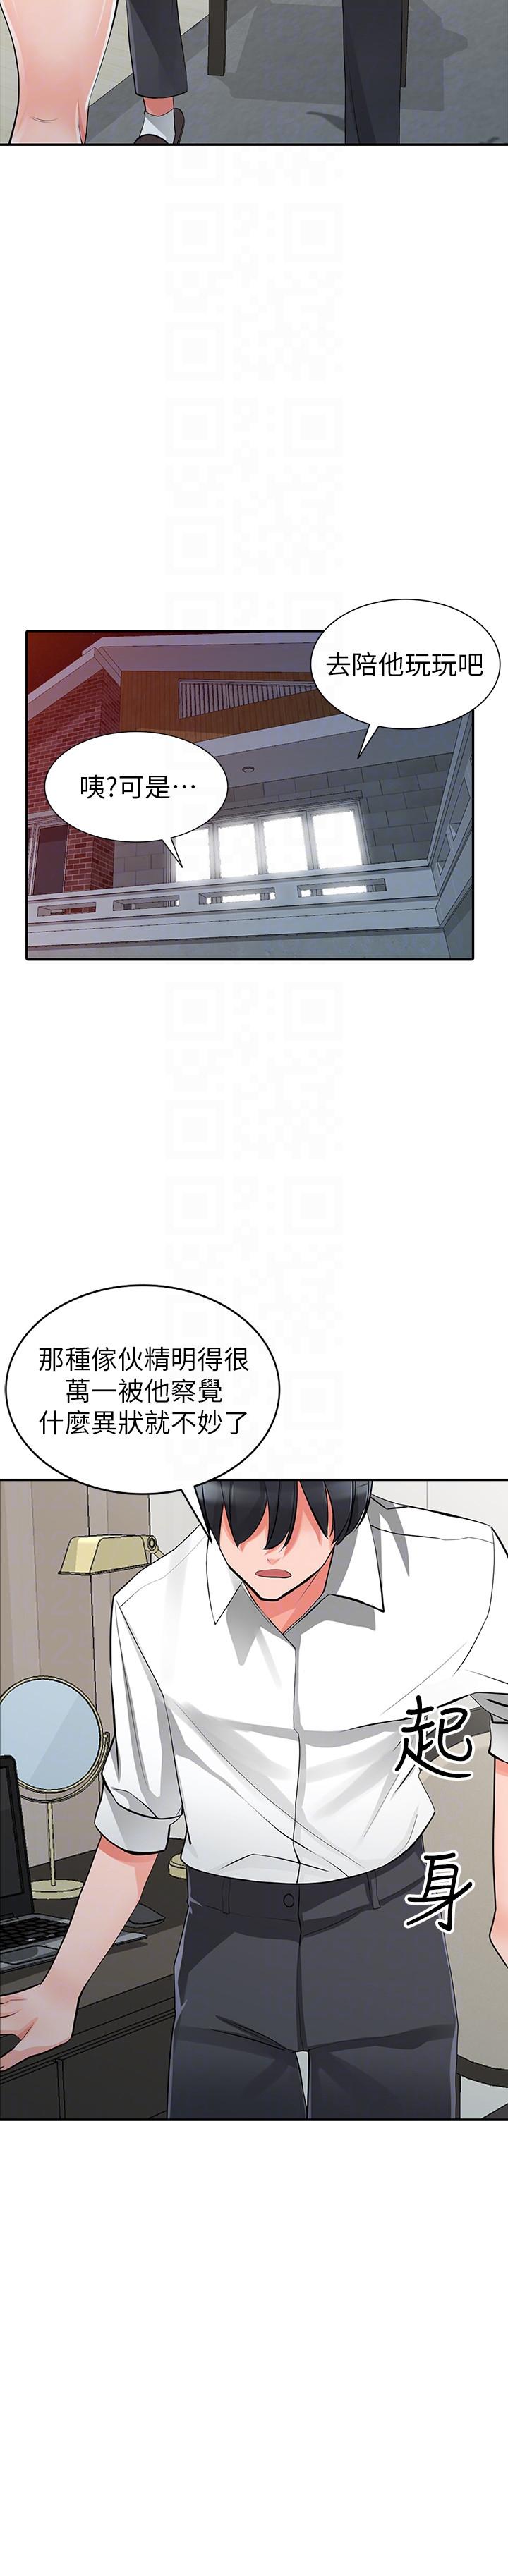 去陪他玩玩吧
咦?可是⋯
那種傢伙精明得很
萬一被他察覺
什麼異狀就不妙了
起
身